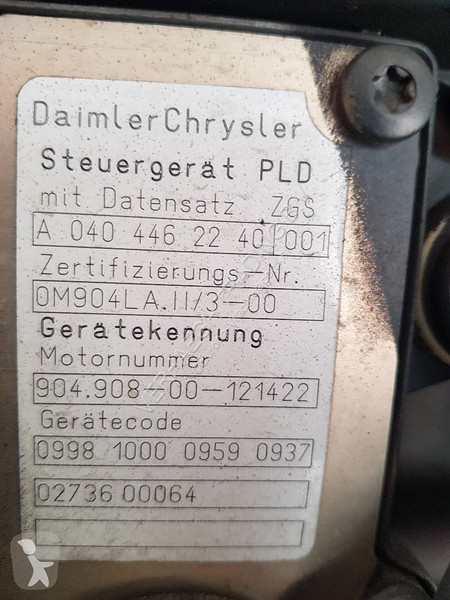 DaimlerChrysler
Steuergerät PLD
mit Datensatz ZGS
A 040 446 22 40 001
Zertifizierungs-Nr.
OM904LA.II/3-00
Gerätekennung
Motornummer
904.908-00-121422
Gerätecode
0998 1000 0959 0937
02736 00064